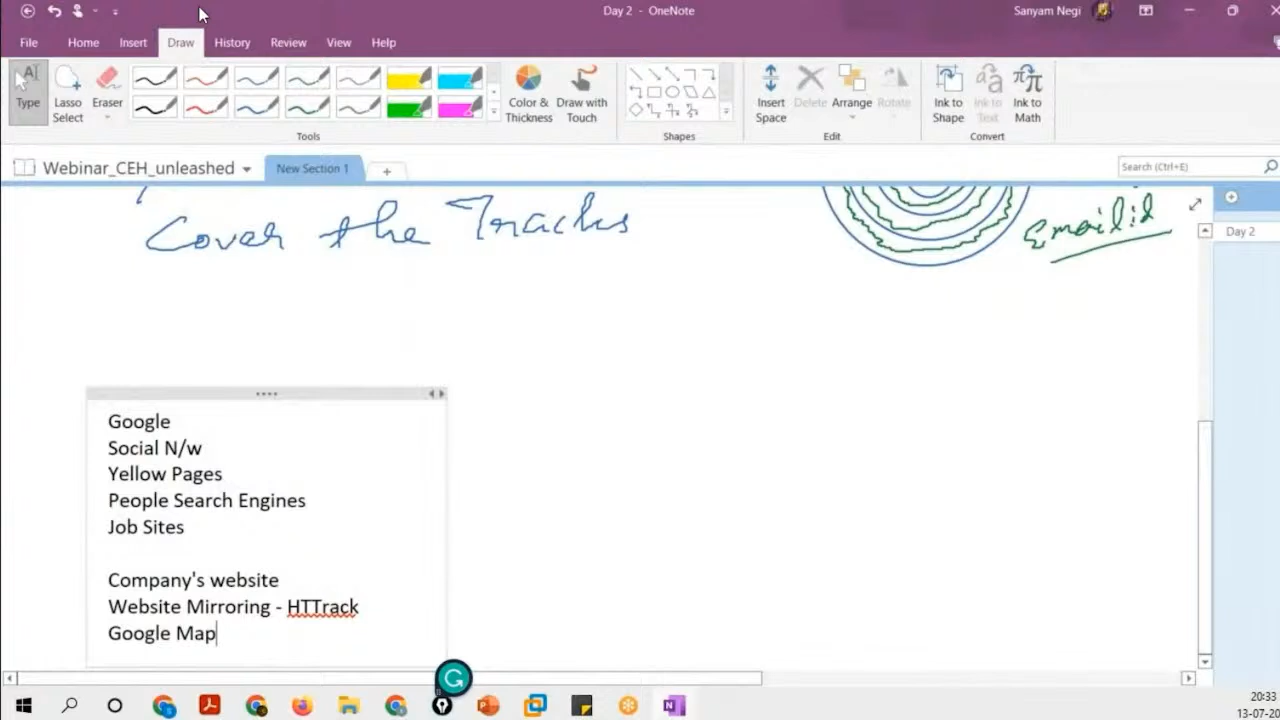 Day 2 - OneNote
Sanyam Negi
File Home Insert Draw History Review View Help
Type
Lasso Select
Eraser
Color & Thickness
Draw with Touch
Insert Space
Delete
Arrange
Rotate
Ink to Shape
Ink to Text
Ink to Math
Tools
Shapes
Edit
Convert
Webinar_CEH_unleashed
New Section 1
Search (Ctrl+E)
Day 2
Cover the Tracks
Email id
Google
Social N/w
Yellow Pages
People Search Engines
Job Sites
Company's website
Website Mirroring - HTTrack
Google Map
20:33
13-07-20